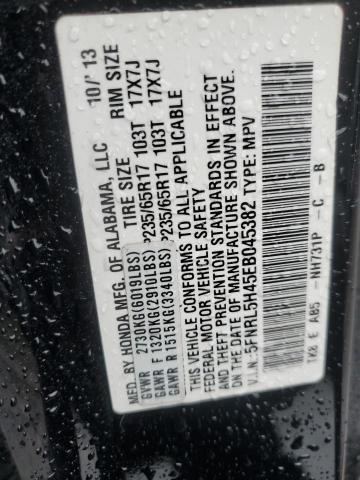 MFD. BY HONDA MFG. OF ALABAMA, LLC 10/'13
TIRE SIZE RIM SIZE
GVWR 2730KG(6019LBS)
GAWR F 1320KG(2910LBS) P235/65R17 103T 17X7J
GAWR R 1515KG(3340LBS) P235/65R17 103T 17X7J
THIS VEHICLE CONFORMS TO ALL APPLICABLE
FEDERAL MOTOR VEHICLE SAFETY
AND THEFT PREVENTION STANDARDS IN EFFECT
ON THE DATE OF MANUFACTURE SHOWN ABOVE.
V.I.N.:5FNRL5H45EB045382 TYPE: MPV
TK8 E A85 NH731P -C -B